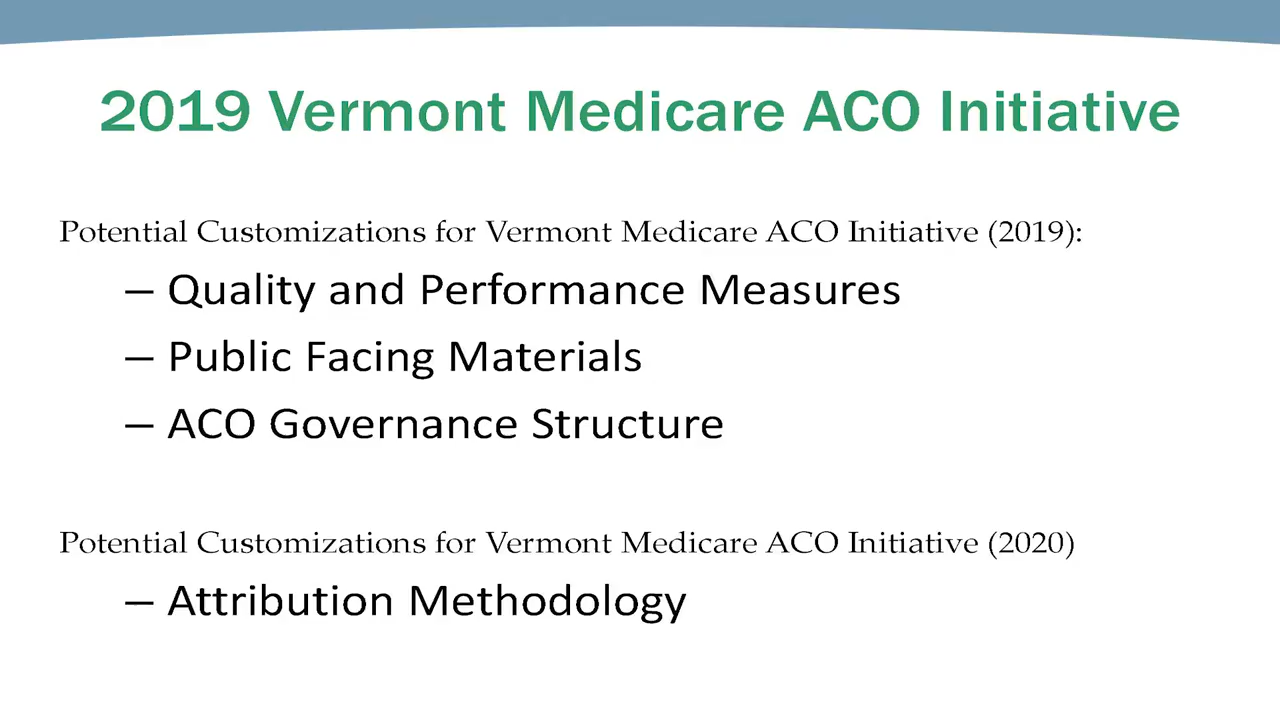 2019 Vermont Medicare ACO Initiative
Potential Customizations for Vermont Medicare ACO Initiative (2019):
– Quality and Performance Measures
– Public Facing Materials
– ACO Governance Structure
Potential Customizations for Vermont Medicare ACO Initiative (2020)
– Attribution Methodology